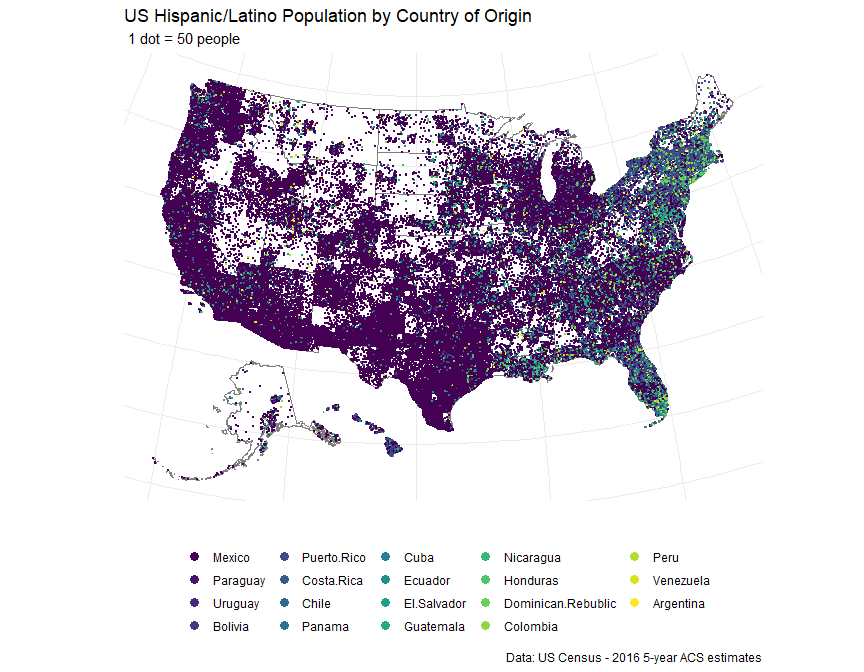 US Hispanic/Latino Population by Country of Origin
1 dot = 50 people
Mexico Puerto.Rico Cuba Nicaragua Peru
Paraguay Costa.Rica Ecuador Honduras Venezuela
Uruguay Chile El.Salvador Dominican.Rebublic Argentina
Bolivia Panama Guatemala Colombia
Data: US Census - 2016 5-year ACS estimates